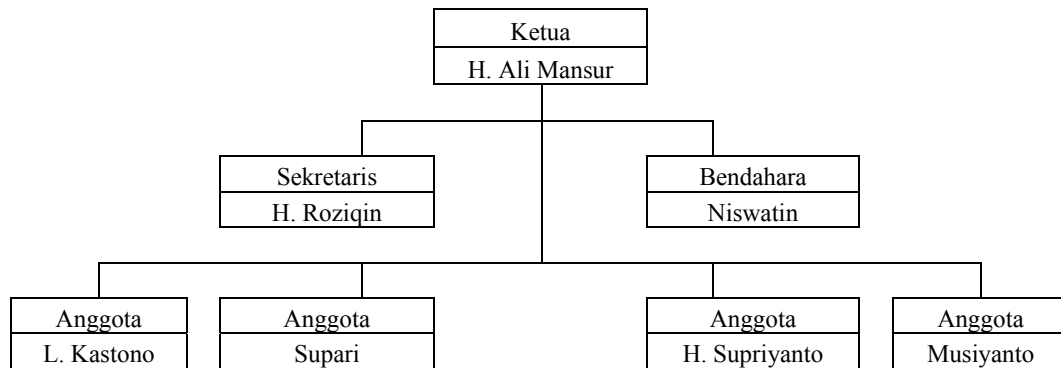 Ketua
H. Ali Mansur
Sekretaris
H. Roziqin
Bendahara
Niswatin
Anggota
L. Kastono
Anggota
Supari
Anggota
H. Supriyanto
Anggota
Musiyanto